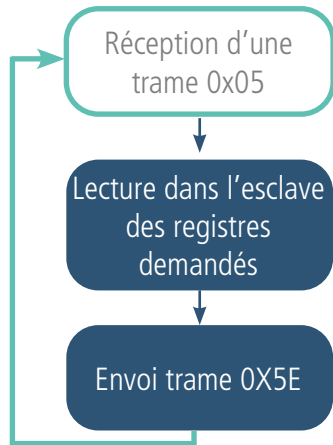 Réception d’une
trame 0x05
Lecture dans l’esclave
des registres
demandés
Envoi trame 0X5E